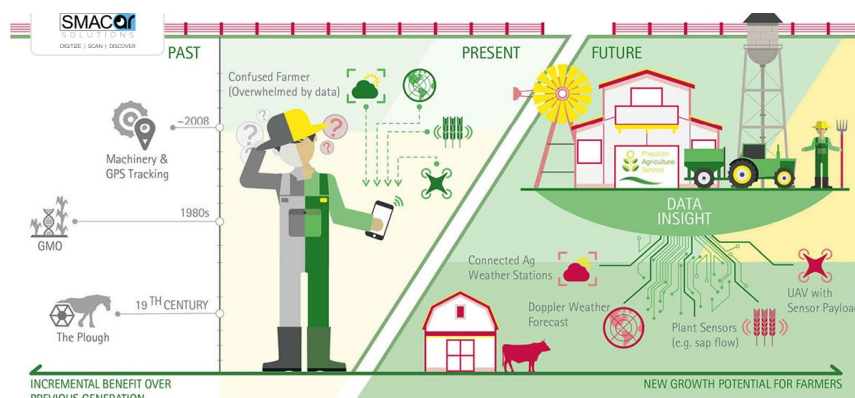 SMACAR
SOLUTIONS
DIGITIZE | SCAN | DISCOVER
PAST
PRESENT
FUTURE
Confused Farmer
(Overwhelmed by data)
~2008
Machinery &
GPS Tracking
1980s
GMO
19TH CENTURY
The Plough
? ? ? ?
Precision
Agriculture
Service
DATA
INSIGHT
Connected Ag
Weather Stations
Doppler Weather
Forecast
Plant Sensors
(e.g. sap flow)
UAV with
Sensor Payload
INCREMENTAL BENEFIT OVER
PREVIOUS GENERATION
NEW GROWTH POTENTIAL FOR FARMERS